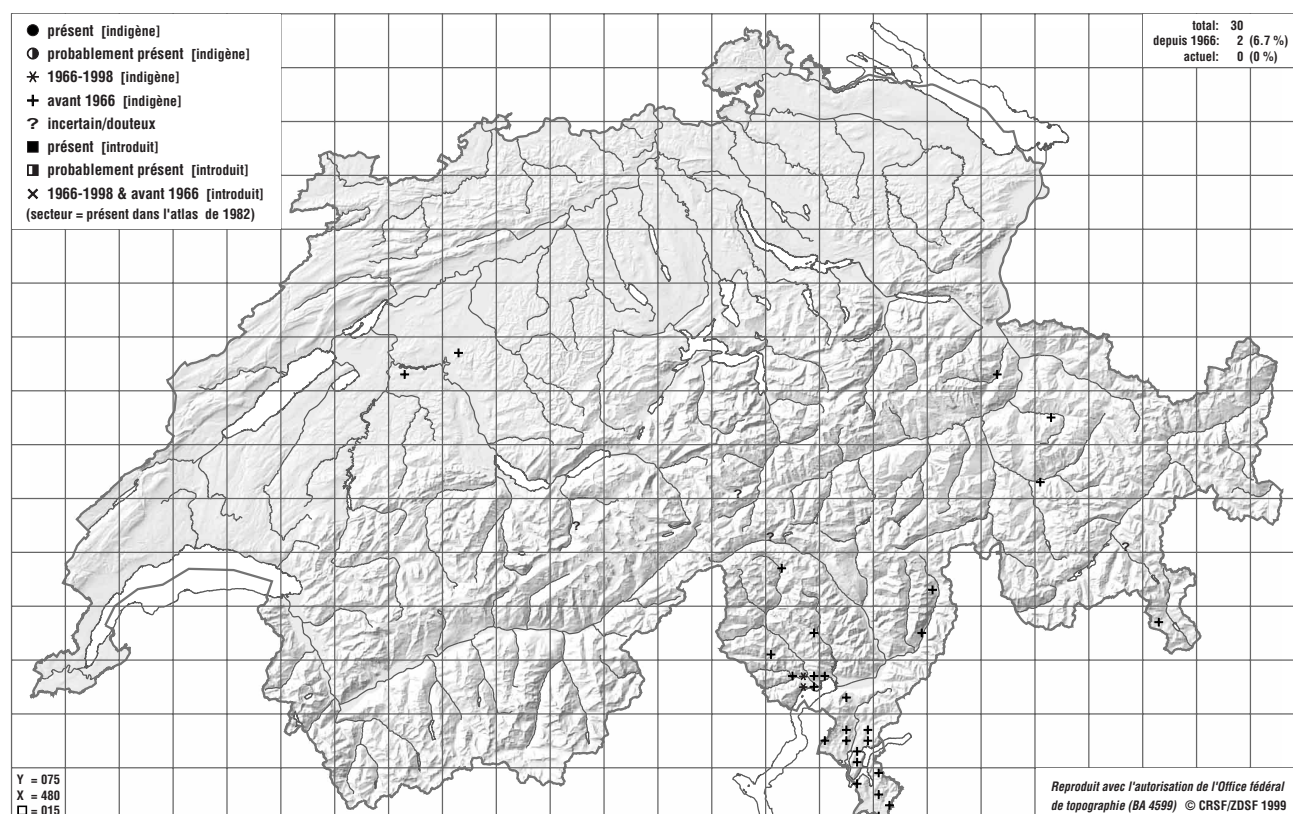 ● présent [indigène]
◑ probablement présent [indigène]
✳ 1966-1998 [indigène]
+ avant 1966 [indigène]
? incertain/douteux
■ présent [introduit]
◨ probablement présent [introduit]
× 1966-1998 & avant 1966 [introduit]
(secteur = présent dans l'atlas de 1982)
total: 30
depuis 1966: 2 (6.7 %)
actuel: 0 (0 %)
Y = 075
X = 480
□ = 015
Reproduit avec l'autorisation de l'Office fédéral
de topographie (BA 4599) © CRSF/ZDSF 1999